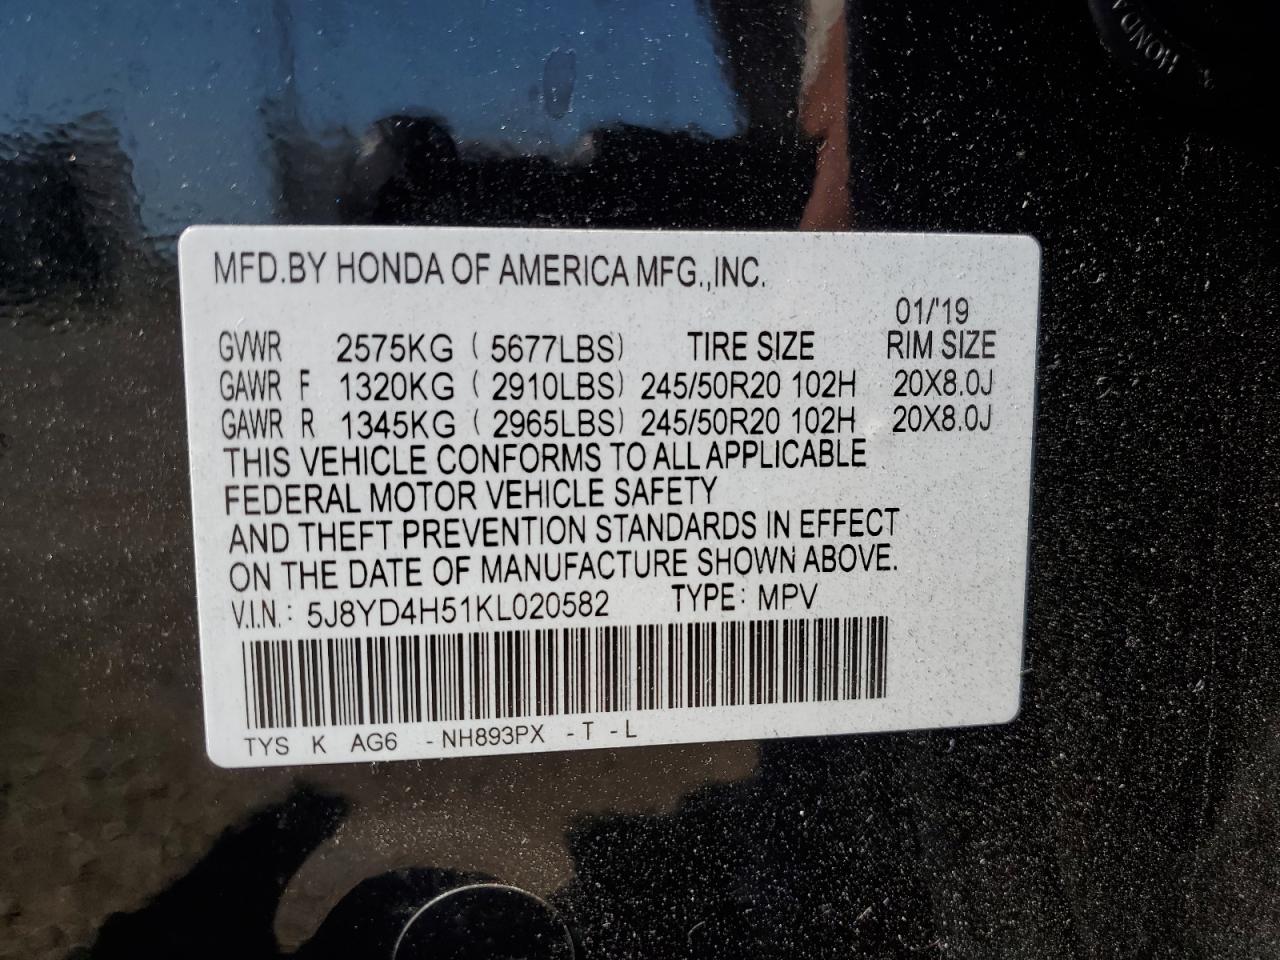 HONDA
MFD.BY HONDA OF AMERICA MFG.,INC.
01/'19
GVWR 2575KG ( 5677LBS) TIRE SIZE RIM SIZE
GAWR F 1320KG ( 2910LBS) 245/50R20 102H 20X8.0J
GAWR R 1345KG ( 2965LBS) 245/50R20 102H 20X8.0J
THIS VEHICLE CONFORMS TO ALL APPLICABLE
FEDERAL MOTOR VEHICLE SAFETY
AND THEFT PREVENTION STANDARDS IN EFFECT
ON THE DATE OF MANUFACTURE SHOWN ABOVE.
V.I.N.: 5J8YD4H51KL020582 TYPE: MPV
TYS K AG6 -NH893PX -T -L